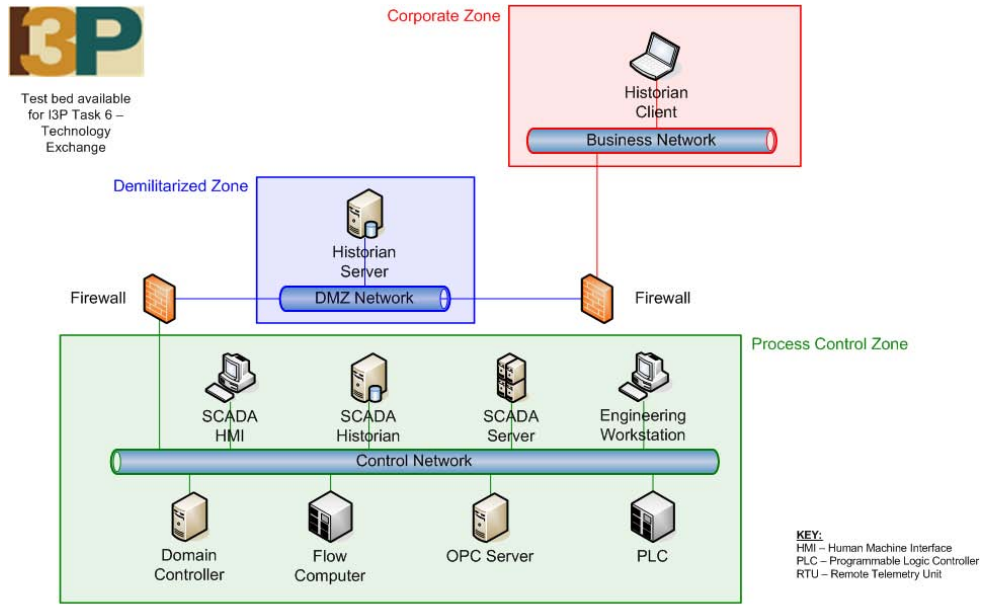 I3P
Test bed available
for I3P Task 6 –
Technology
Exchange
Corporate Zone
Historian
Client
Business Network
Demilitarized Zone
Historian
Server
DMZ Network
Firewall
Firewall
Process Control Zone
SCADA
HMI
SCADA
Historian
SCADA
Server
Engineering
Workstation
Control Network
Domain
Controller
Flow
Computer
OPC Server
PLC
KEY:
HMI – Human Machine Interface
PLC – Programmable Logic Controller
RTU – Remote Telemetry Unit